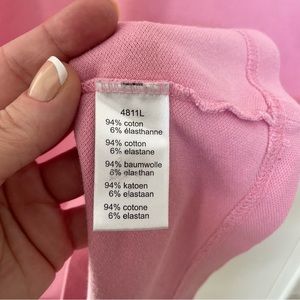 4811L
94% coton
6% élasthanne
94% cotton
6% elastane
94% baumwolle
6% elasthan
94% katoen
6% elastaan
94% cotone
6% elastan